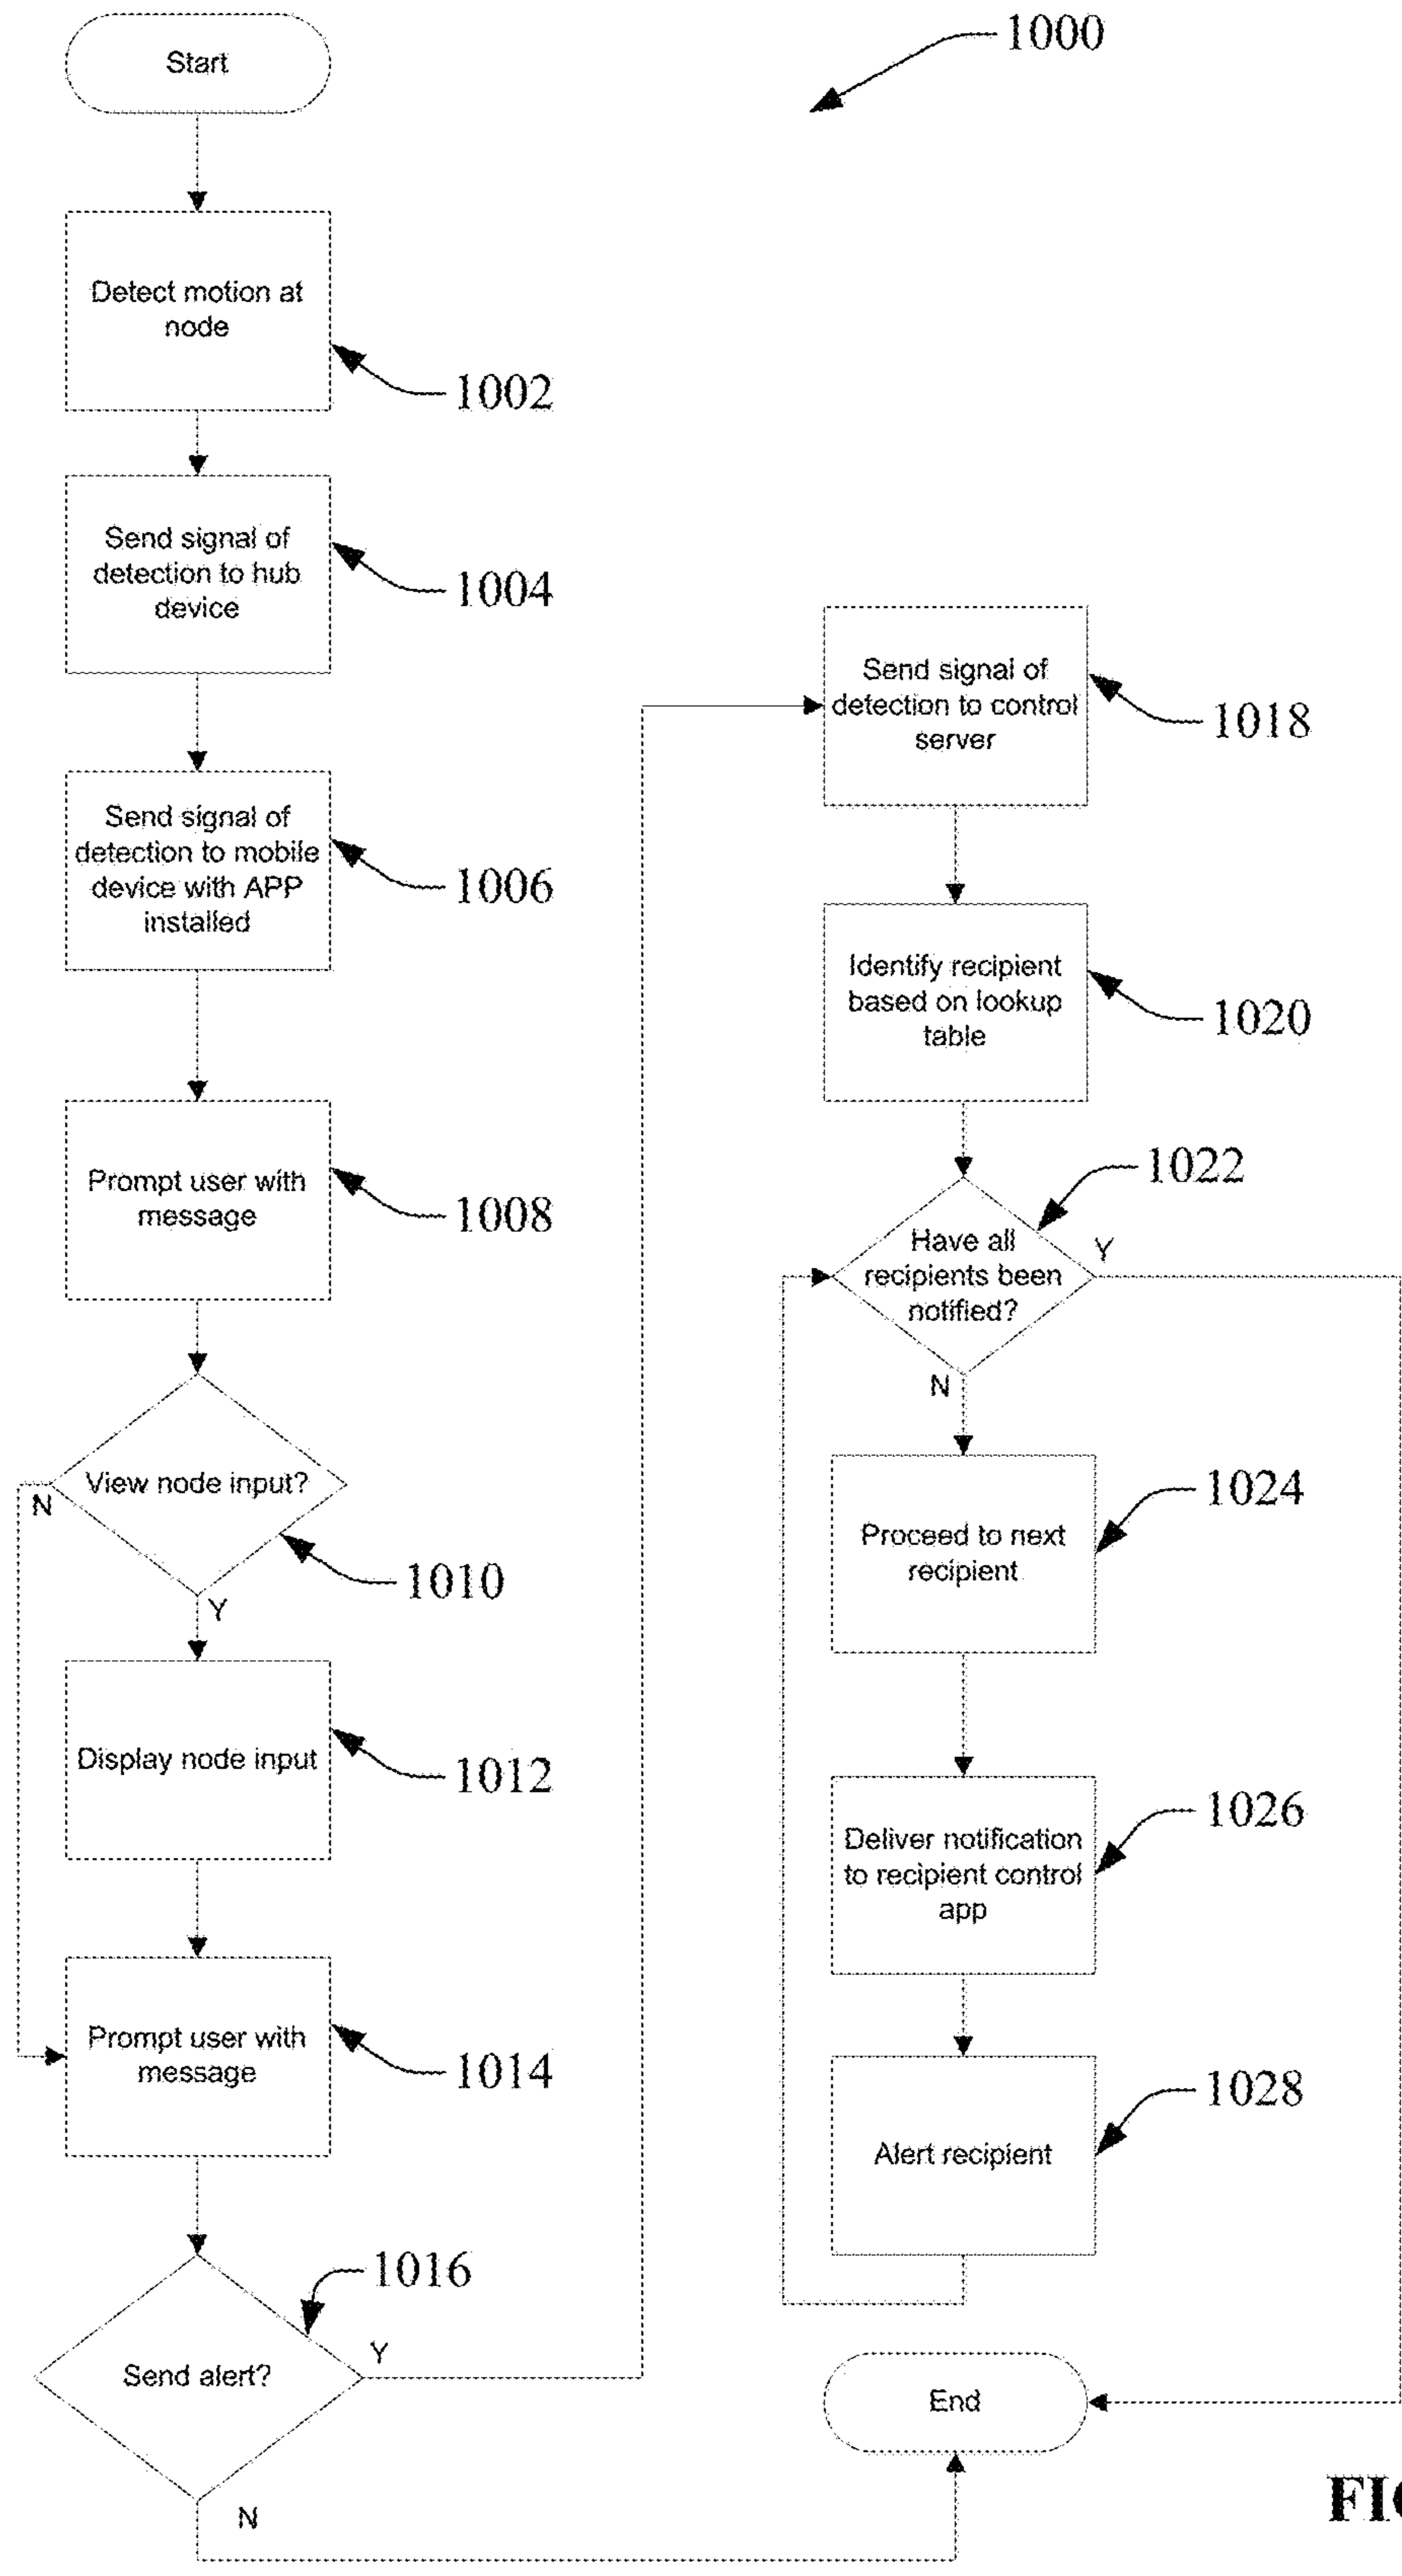 Start
1000
Detect motion at
node
1002
Send signal of
detection to hub
device
1004
Send signal of
detection to mobile
device with APP
installed
1006
Prompt user with
message
1008
View node input?
N
1010
Y
Display node input
1012
Prompt user with
message
1014
1016
Send alert?
Y
N
Send signal of
detection to control
server
1018
Identify recipient
based on lookup
table
1020
1022
Have all
recipients been
notified?
Y
N
Proceed to next
recipient
1024
Deliver notification
to recipient control
app
1026
Alert recipient
1028
End